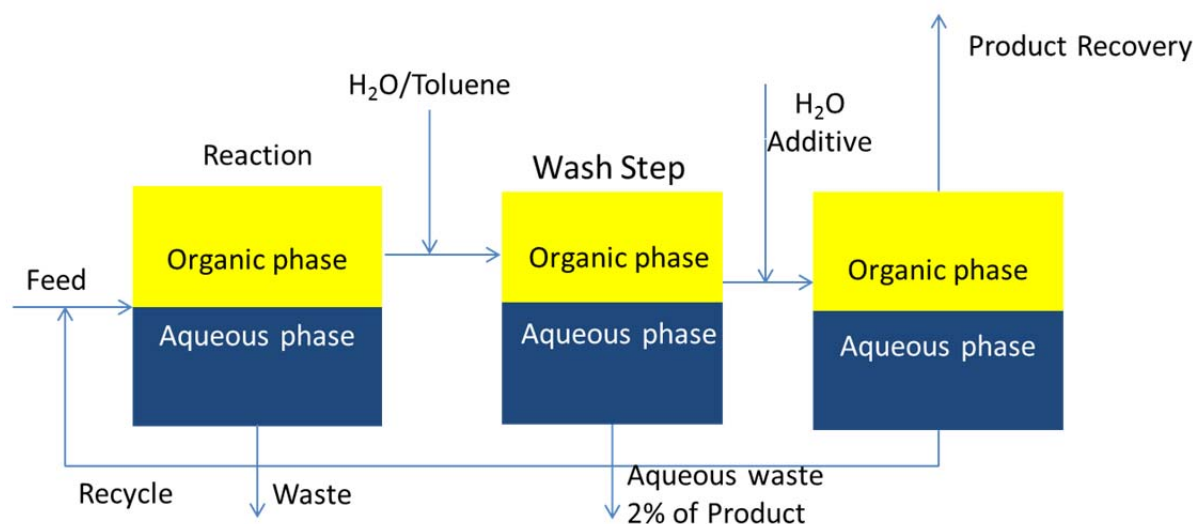 Product Recovery
H₂O/Toluene
H₂O
Additive
Reaction
Wash Step
Organic phase
Organic phase
Organic phase
Feed
Aqueous phase
Aqueous phase
Aqueous phase
Recycle
Waste
Aqueous waste
2% of Product